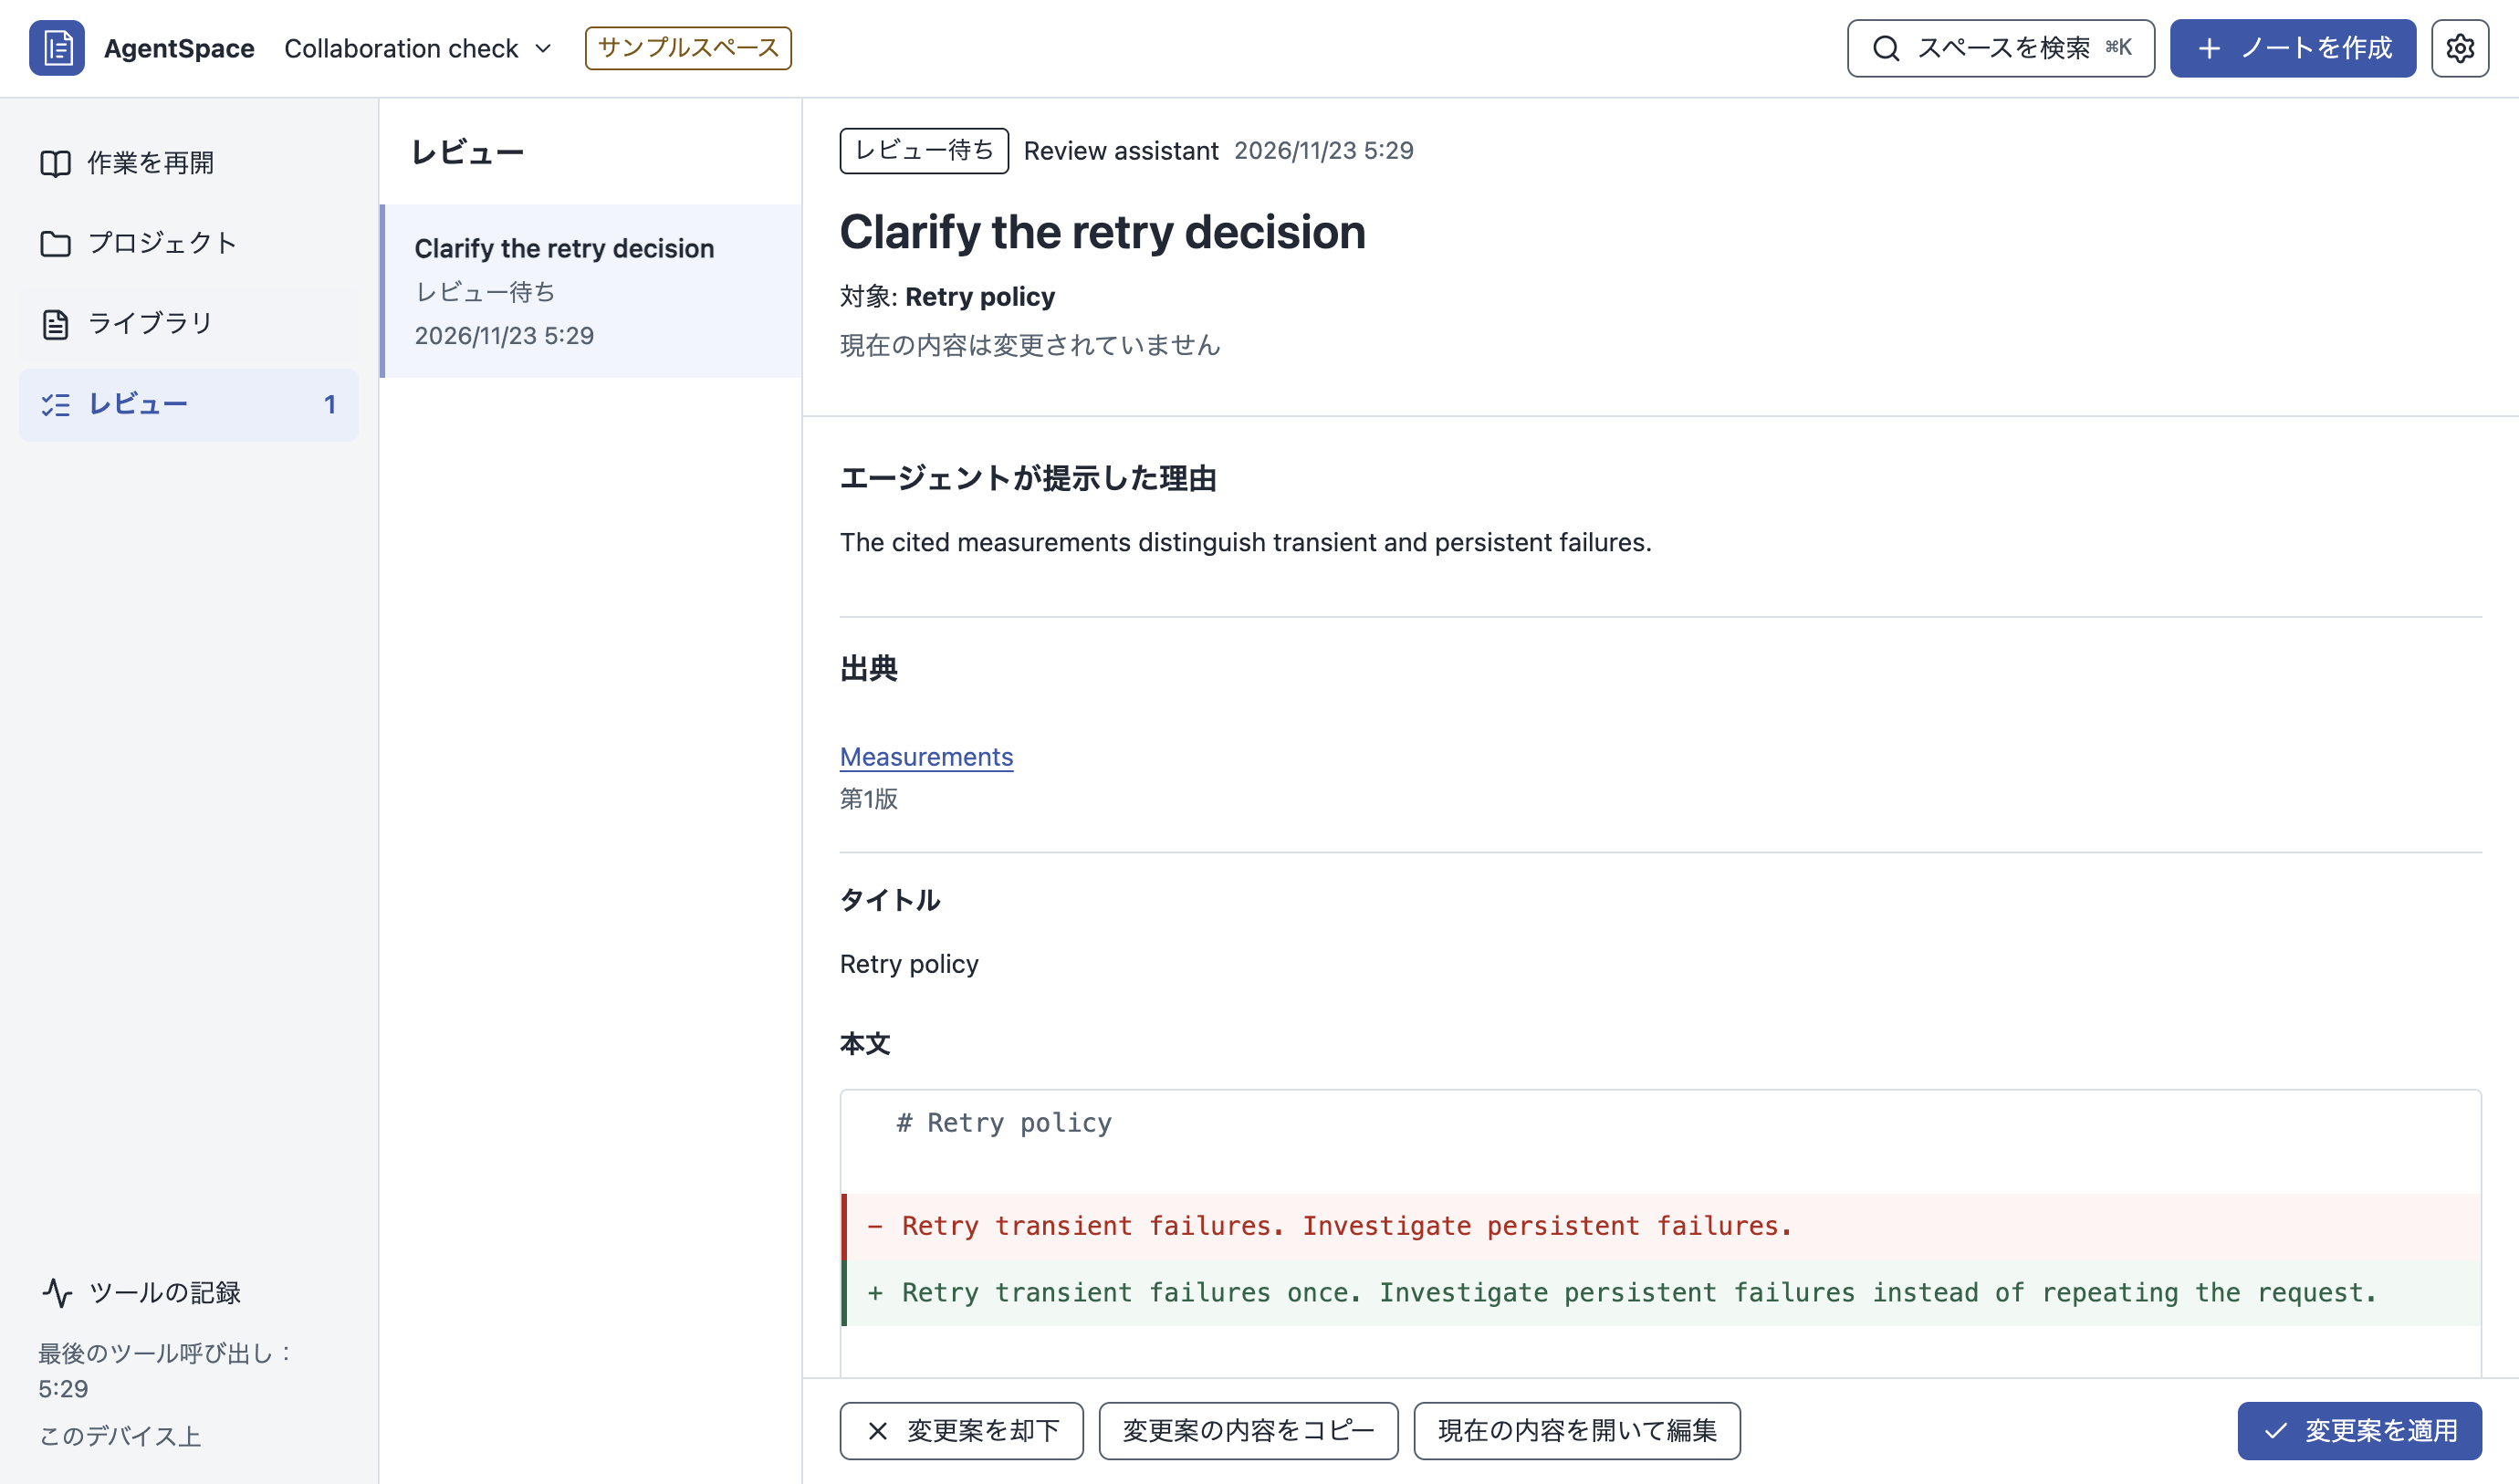 AgentSpace
Collaboration check
サンプルスペース
スペースを検索 ⌘K
ノートを作成
作業を再開
プロジェクト
ライブラリ
レビュー 1
ツールの記録
最後のツール呼び出し：
5:29
このデバイス上
レビュー
Clarify the retry decision
レビュー待ち
2026/11/23 5:29
レビュー待ち Review assistant 2026/11/23 5:29
Clarify the retry decision
対象: Retry policy
現在の内容は変更されていません
エージェントが提示した理由
The cited measurements distinguish transient and persistent failures.
出典
Measurements
第1版
タイトル
Retry policy
本文
# Retry policy
− Retry transient failures. Investigate persistent failures.
+ Retry transient failures once. Investigate persistent failures instead of repeating the request.
変更案を却下
変更案の内容をコピー
現在の内容を開いて編集
変更案を適用